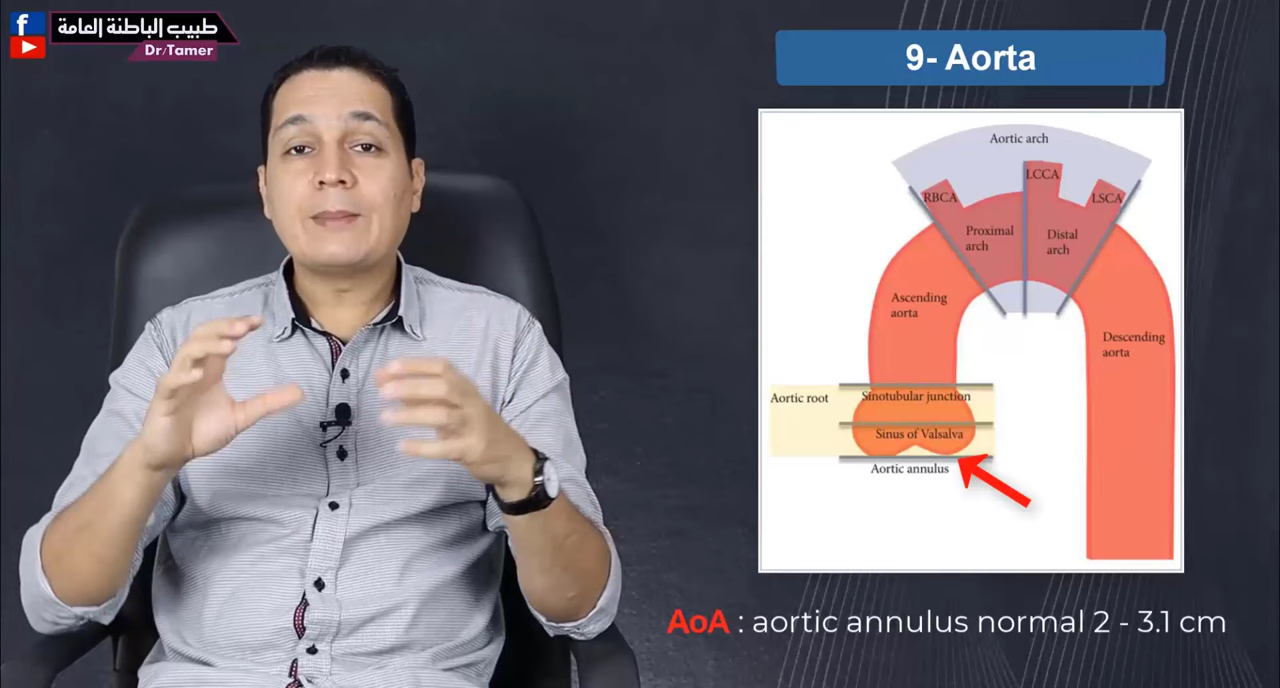 طبيب الباطنة العامة
Dr/Tamer
9- Aorta
Aortic arch
LCCA
RBCA
LSCA
Proximal
arch
Distal
arch
Ascending
aorta
Descending
aorta
Aortic root
Sinotubular junction
Sinus of Valsalva
Aortic annulus
AoA : aortic annulus normal 2 - 3.1 cm